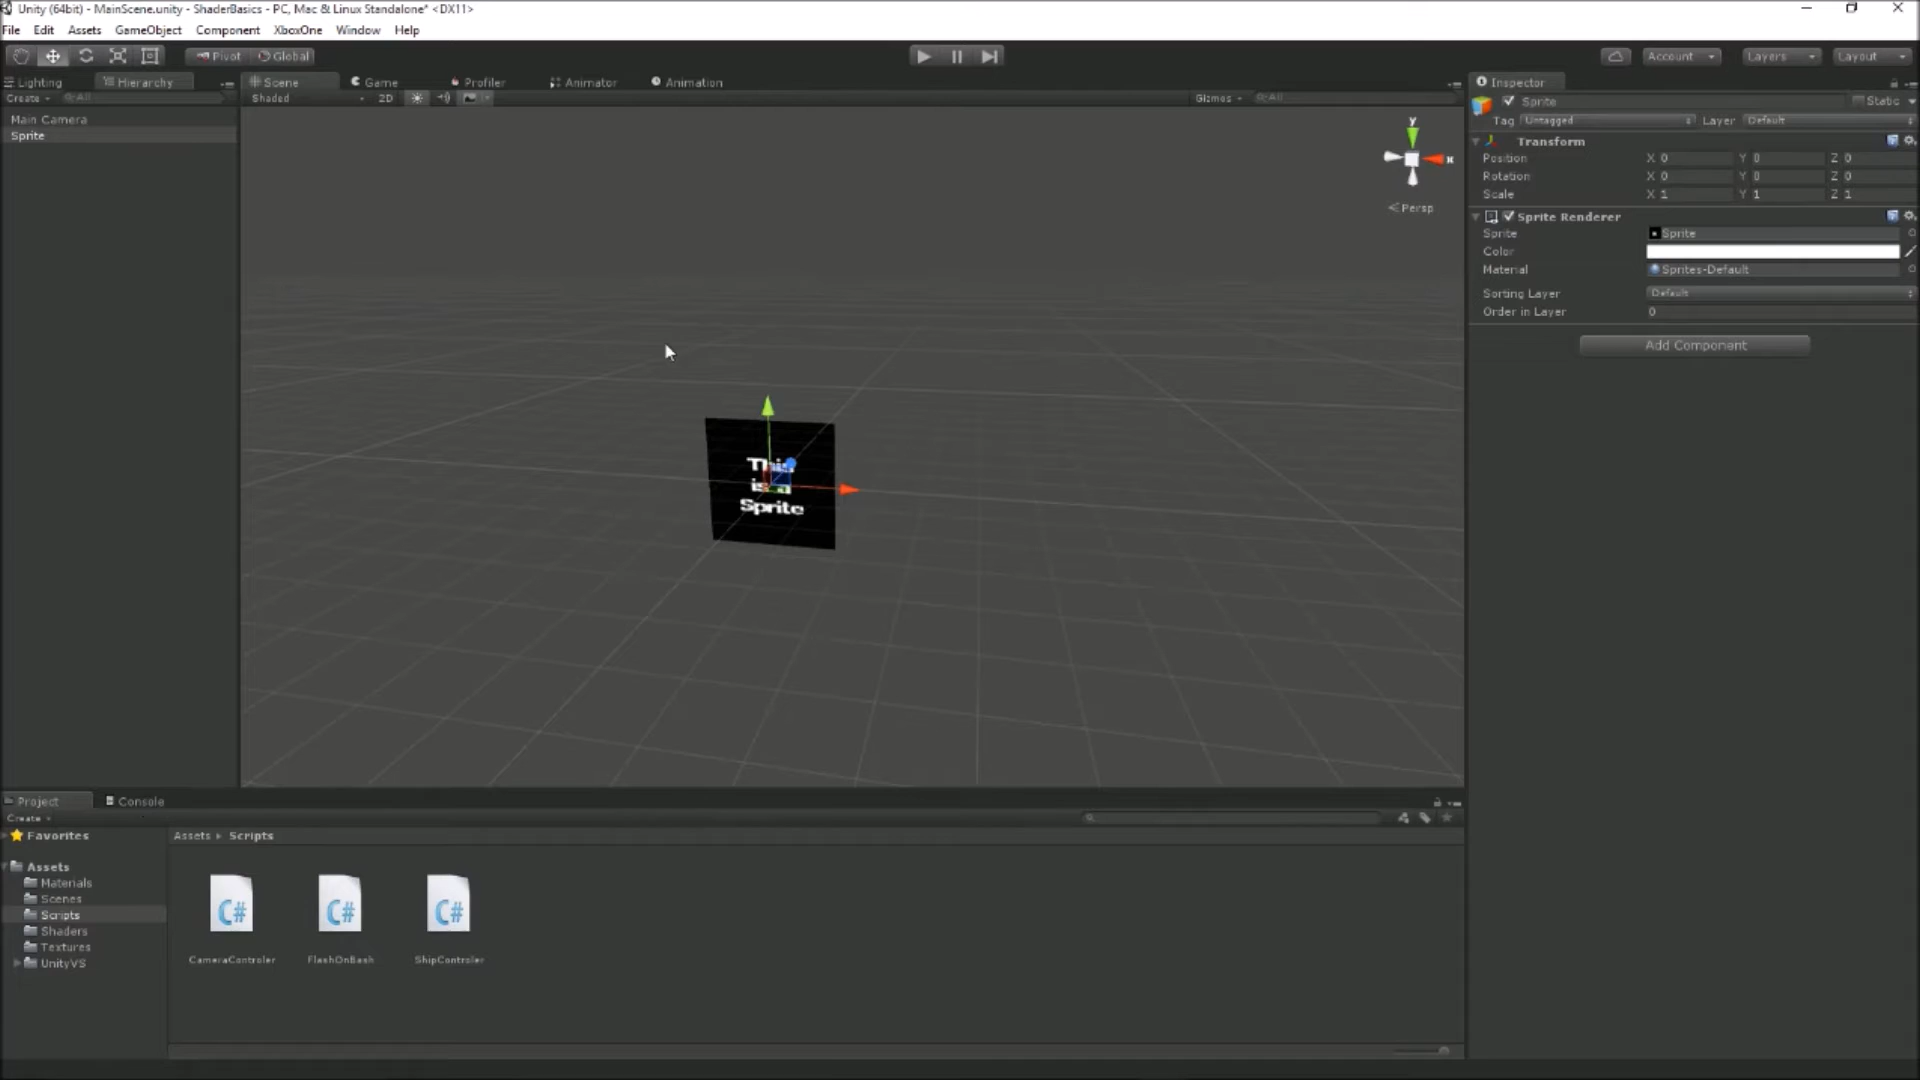 Unity (64bit) - MainScene.unity - ShaderBasics - PC, Mac & Linux Standalone* <DX11>
File Edit Assets GameObject Component XboxOne Window Help
Pivot Global
Account Layers Layout
Lighting Hierarchy
Create All
Main Camera
Sprite
Scene Game Profiler Animator Animation
Shaded 2D Gizmos All
y
x
Persp
This
is a
Sprite
Inspector
Sprite Static
Tag Untagged Layer Default
Transform
Position X 0 Y 0 Z 0
Rotation X 0 Y 0 Z 0
Scale X 1 Y 1 Z 1
Sprite Renderer
Sprite Sprite
Color
Material Sprites-Default
Sorting Layer Default
Order in Layer 0
Add Component
Project Console
Create
Favorites
Assets
Materials
Scenes
Scripts
Shaders
Textures
UnityVS
Assets Scripts
C# C# C#
CameraControler FlashOnBash ShipControler